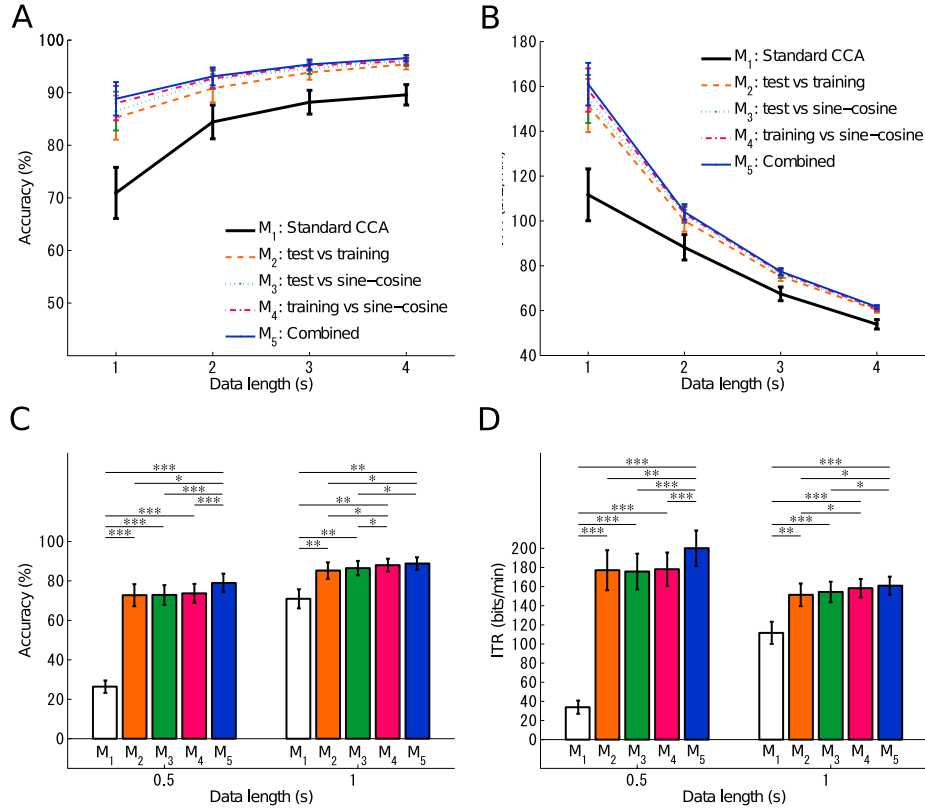 A
100
90
80
70
60
50
Accuracy (%)
M1: Standard CCA
M2: test vs training
M3: test vs sine-cosine
M4: training vs sine-cosine
M5: Combined
1 2 3 4
Data length (s)
B
180
160
140
120
100
80
60
40
M1: Standard CCA
M2: test vs training
M3: test vs sine-cosine
M4: training vs sine-cosine
M5: Combined
1 2 3 4
Data length (s)
C
*** **
* *
*** *
*** **
*** *
*** ** *
*** **
100
80
60
40
20
0
Accuracy (%)
M1 M2 M3 M4 M5 M1 M2 M3 M4 M5
0.5 1
Data length (s)
D
*** ***
** *
*** *
*** ***
*** *
*** ***
*** **
200
180
160
140
120
100
80
60
40
20
0
ITR (bits/min)
M1 M2 M3 M4 M5 M1 M2 M3 M4 M5
0.5 1
Data length (s)